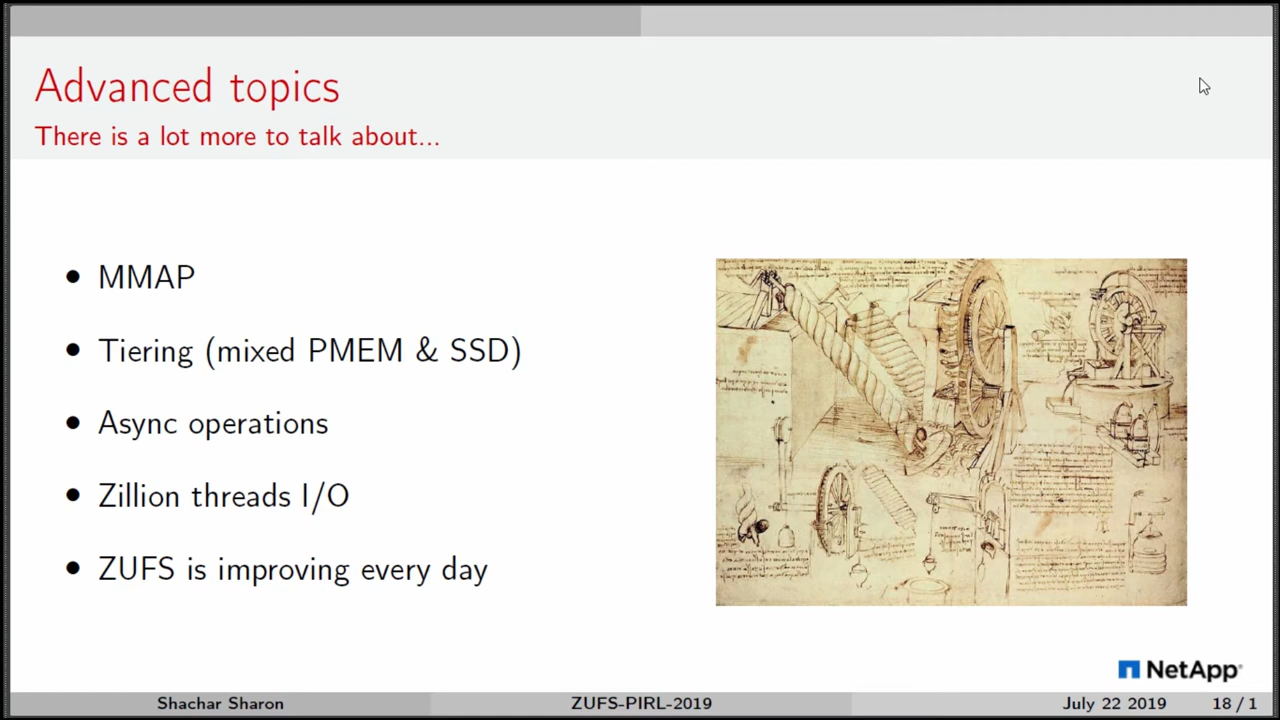 Advanced topics
There is a lot more to talk about...
• MMAP
• Tiering (mixed PMEM & SSD)
• Async operations
• Zillion threads I/O
• ZUFS is improving every day
NetApp
Shachar Sharon ZUFS-PIRL-2019 July 22 2019 18 / 1